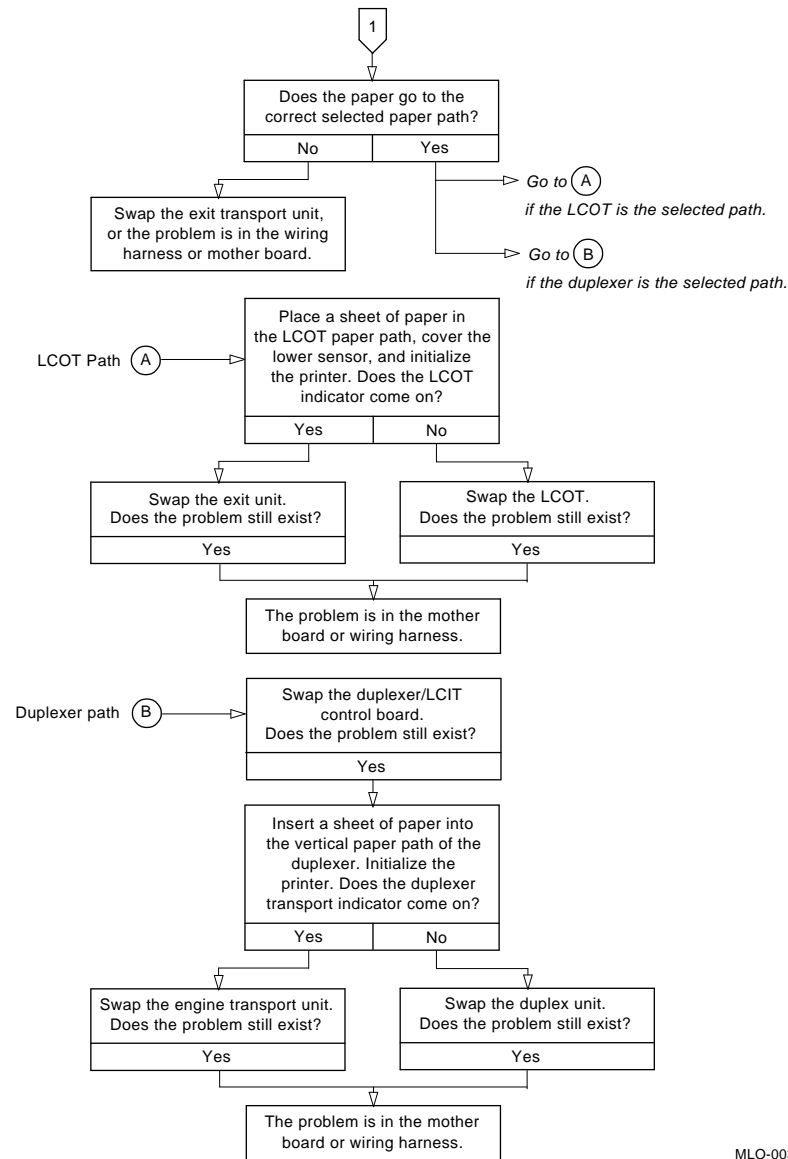 1
Does the paper go to the
correct selected paper path?
No
Yes
Go to A
if the LCOT is the selected path.
Swap the exit transport unit,
or the problem is in the wiring
harness or mother board.
Go to B
if the duplexer is the selected path.
Place a sheet of paper in
the LCOT paper path, cover the
lower sensor, and initialize
the printer. Does the LCOT
indicator come on?
LCOT Path A
Yes
No
Swap the exit unit.
Does the problem still exist?
Yes
Swap the LCOT.
Does the problem still exist?
Yes
The problem is in the mother
board or wiring harness.
Duplexer path B
Swap the duplexer/LCIT
control board.
Does the problem still exist?
Yes
Insert a sheet of paper into
the vertical paper path of the
duplexer. Initialize the
printer. Does the duplexer
transport indicator come on?
Yes
No
Swap the engine transport unit.
Does the problem still exist?
Yes
Swap the duplex unit.
Does the problem still exist?
Yes
The problem is in the mother
board or wiring harness.